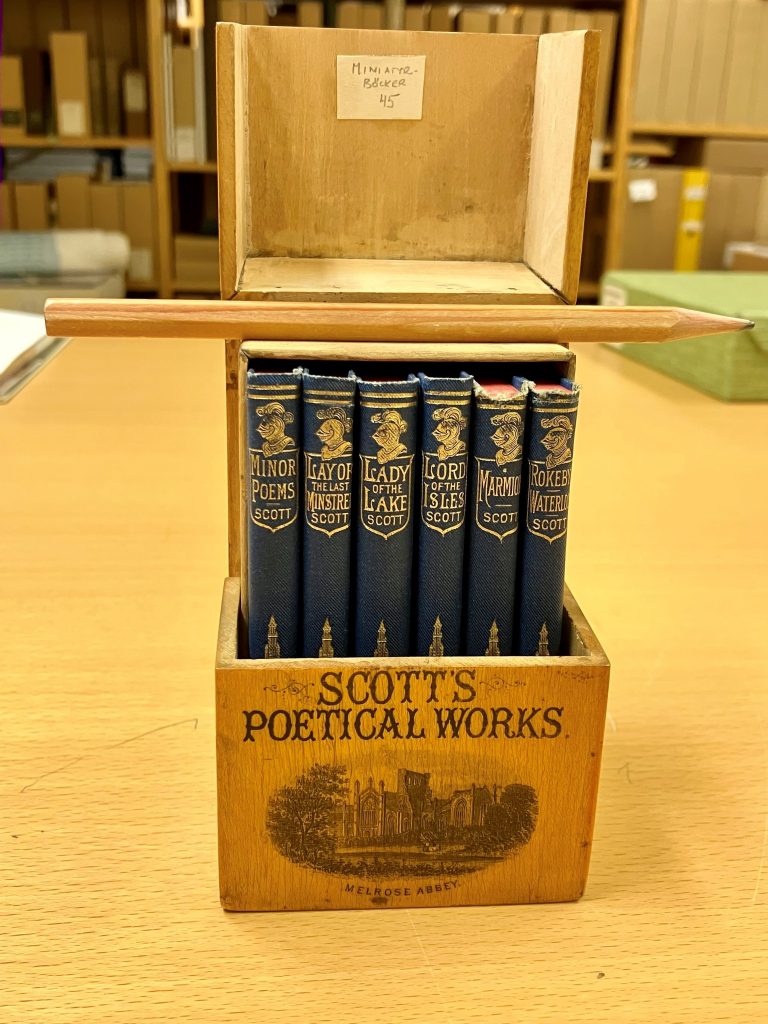 MINIATYR-
BÖCKER
45
MINOR
POEMS
SCOTT
LAY OF
THE LAST
MINSTREL
SCOTT
LADY
OF THE
LAKE
SCOTT
LORD
OF THE
ISLES
SCOTT
MARMION
SCOTT
ROKEBY
WATERLOO
SCOTT
SCOTT'S
POETICAL WORKS.
MELROSE ABBEY.